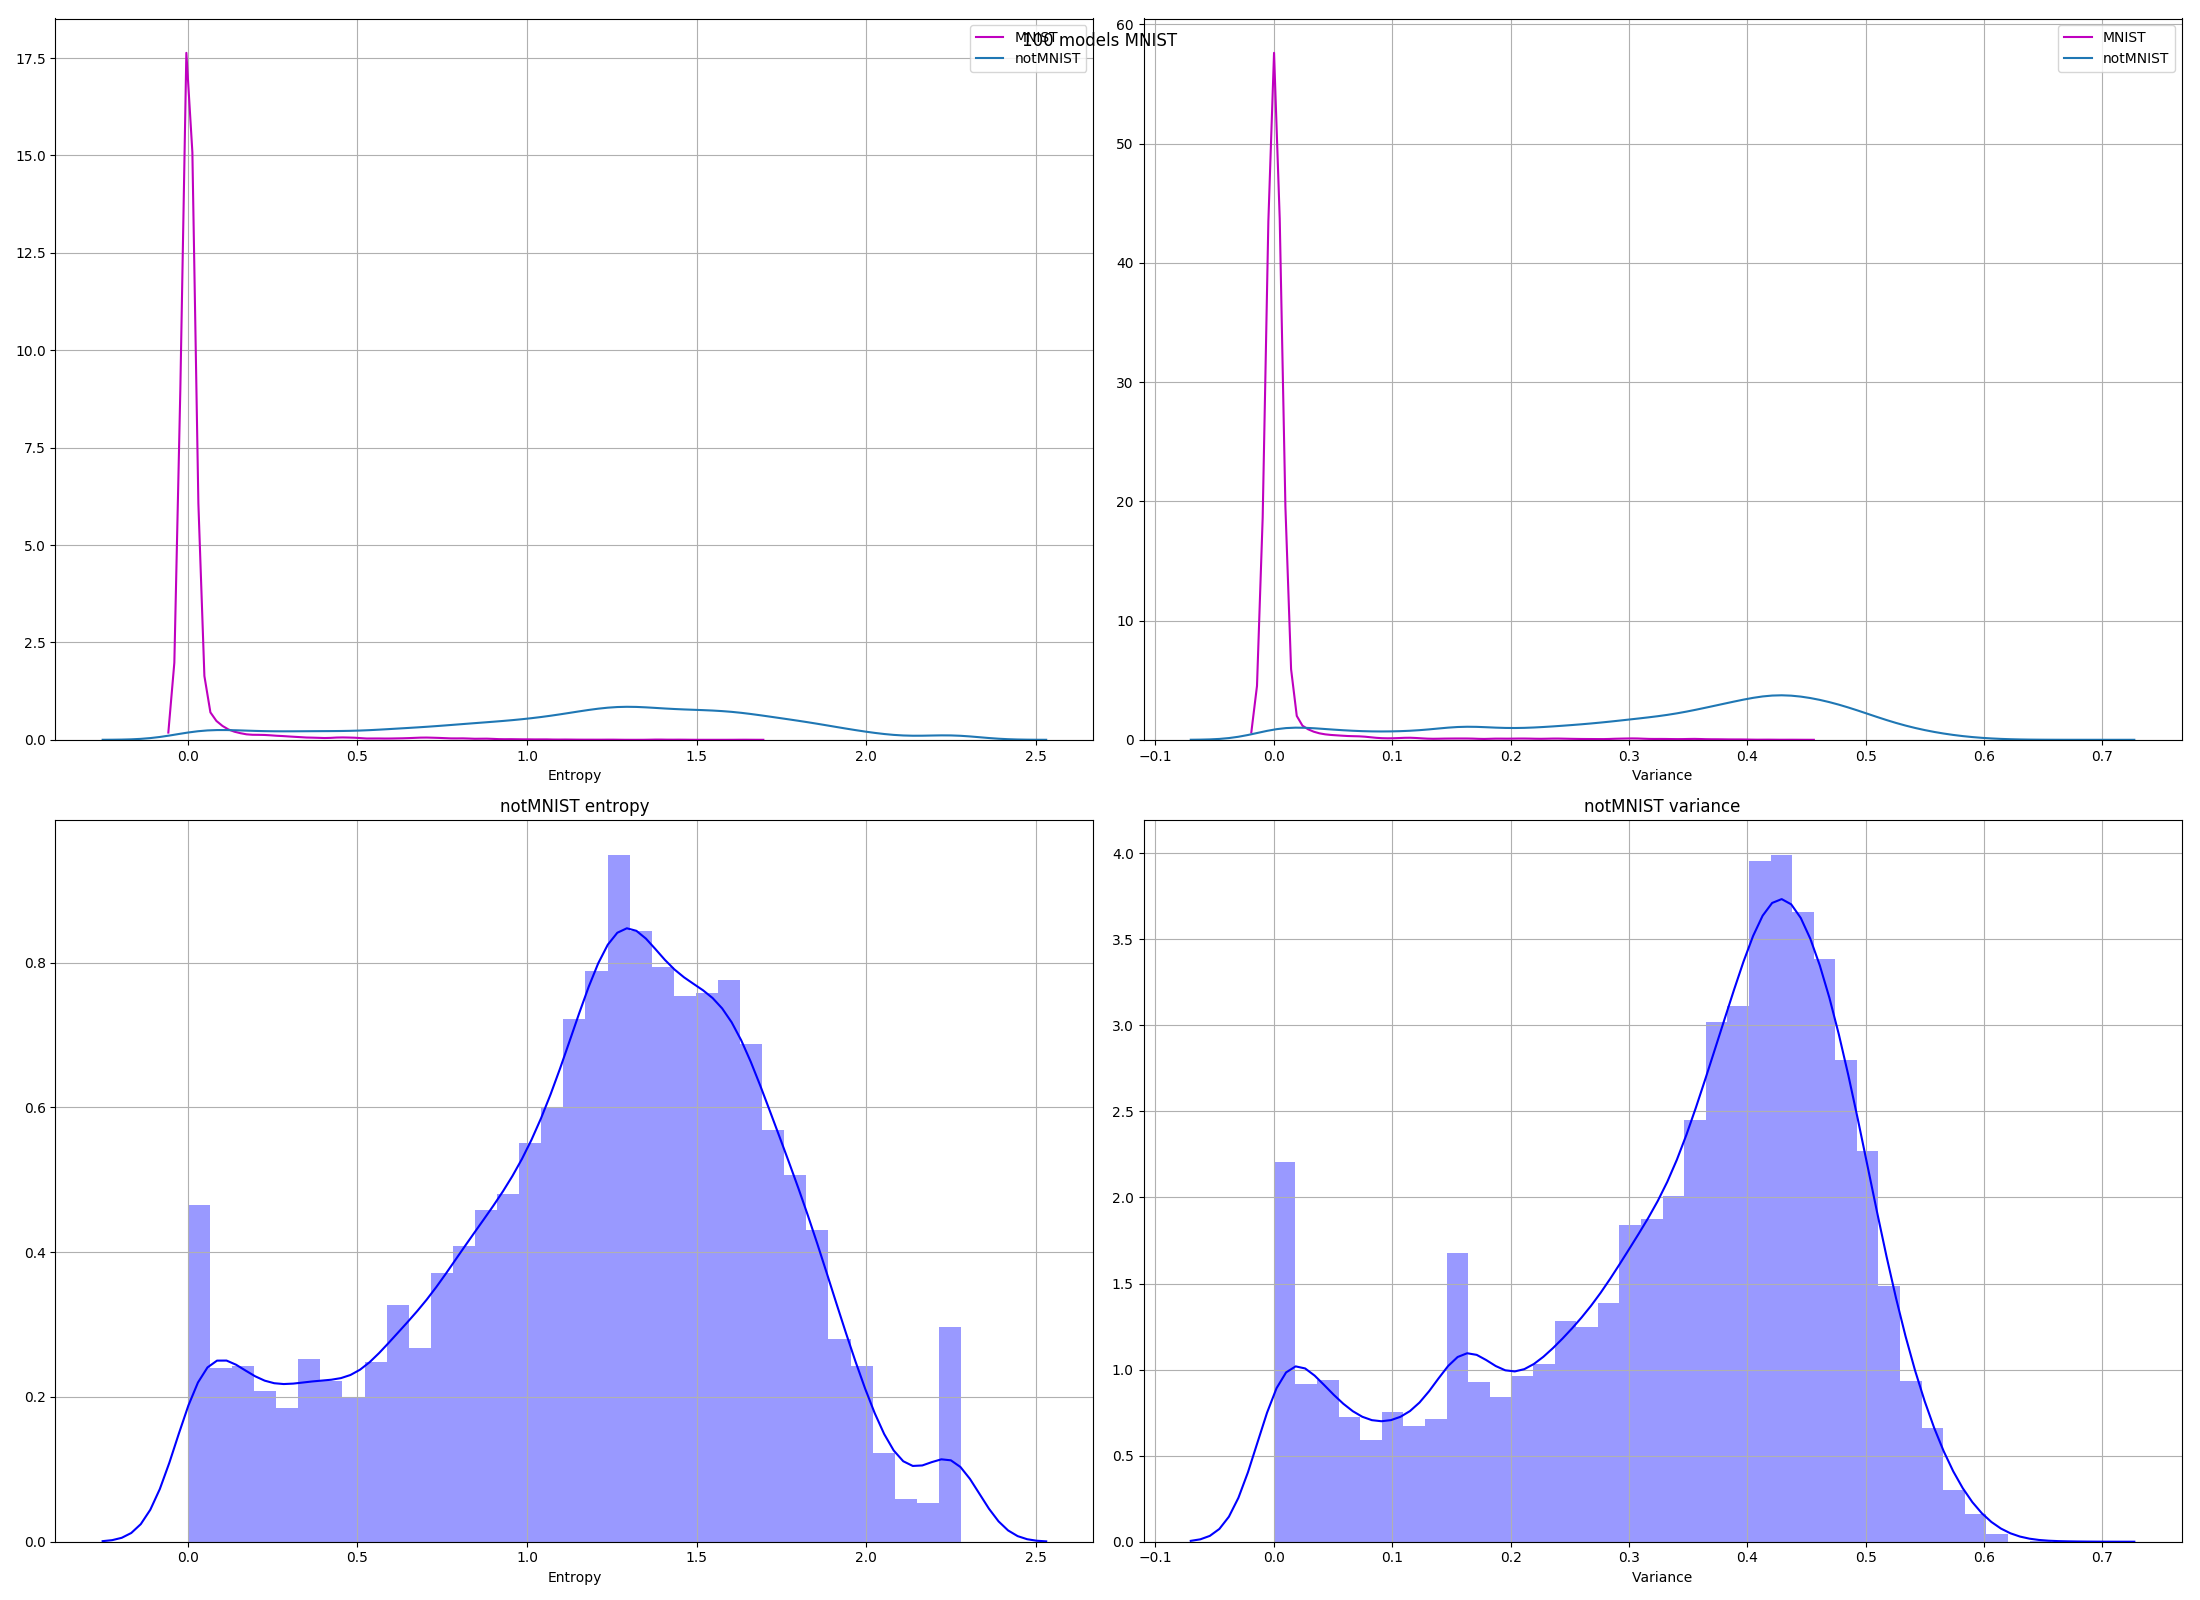 100 models MNIST
MNIST
notMNIST
17.5
15.0
12.5
10.0
7.5
5.0
2.5
0.0
0.0 0.5 1.0 1.5 2.0 2.5
Entropy
MNIST
notMNIST
60
50
40
30
20
10
0
−0.1 0.0 0.1 0.2 0.3 0.4 0.5 0.6 0.7
Variance
notMNIST entropy
0.8
0.6
0.4
0.2
0.0
0.0 0.5 1.0 1.5 2.0 2.5
Entropy
notMNIST variance
4.0
3.5
3.0
2.5
2.0
1.5
1.0
0.5
0.0
−0.1 0.0 0.1 0.2 0.3 0.4 0.5 0.6 0.7
Variance